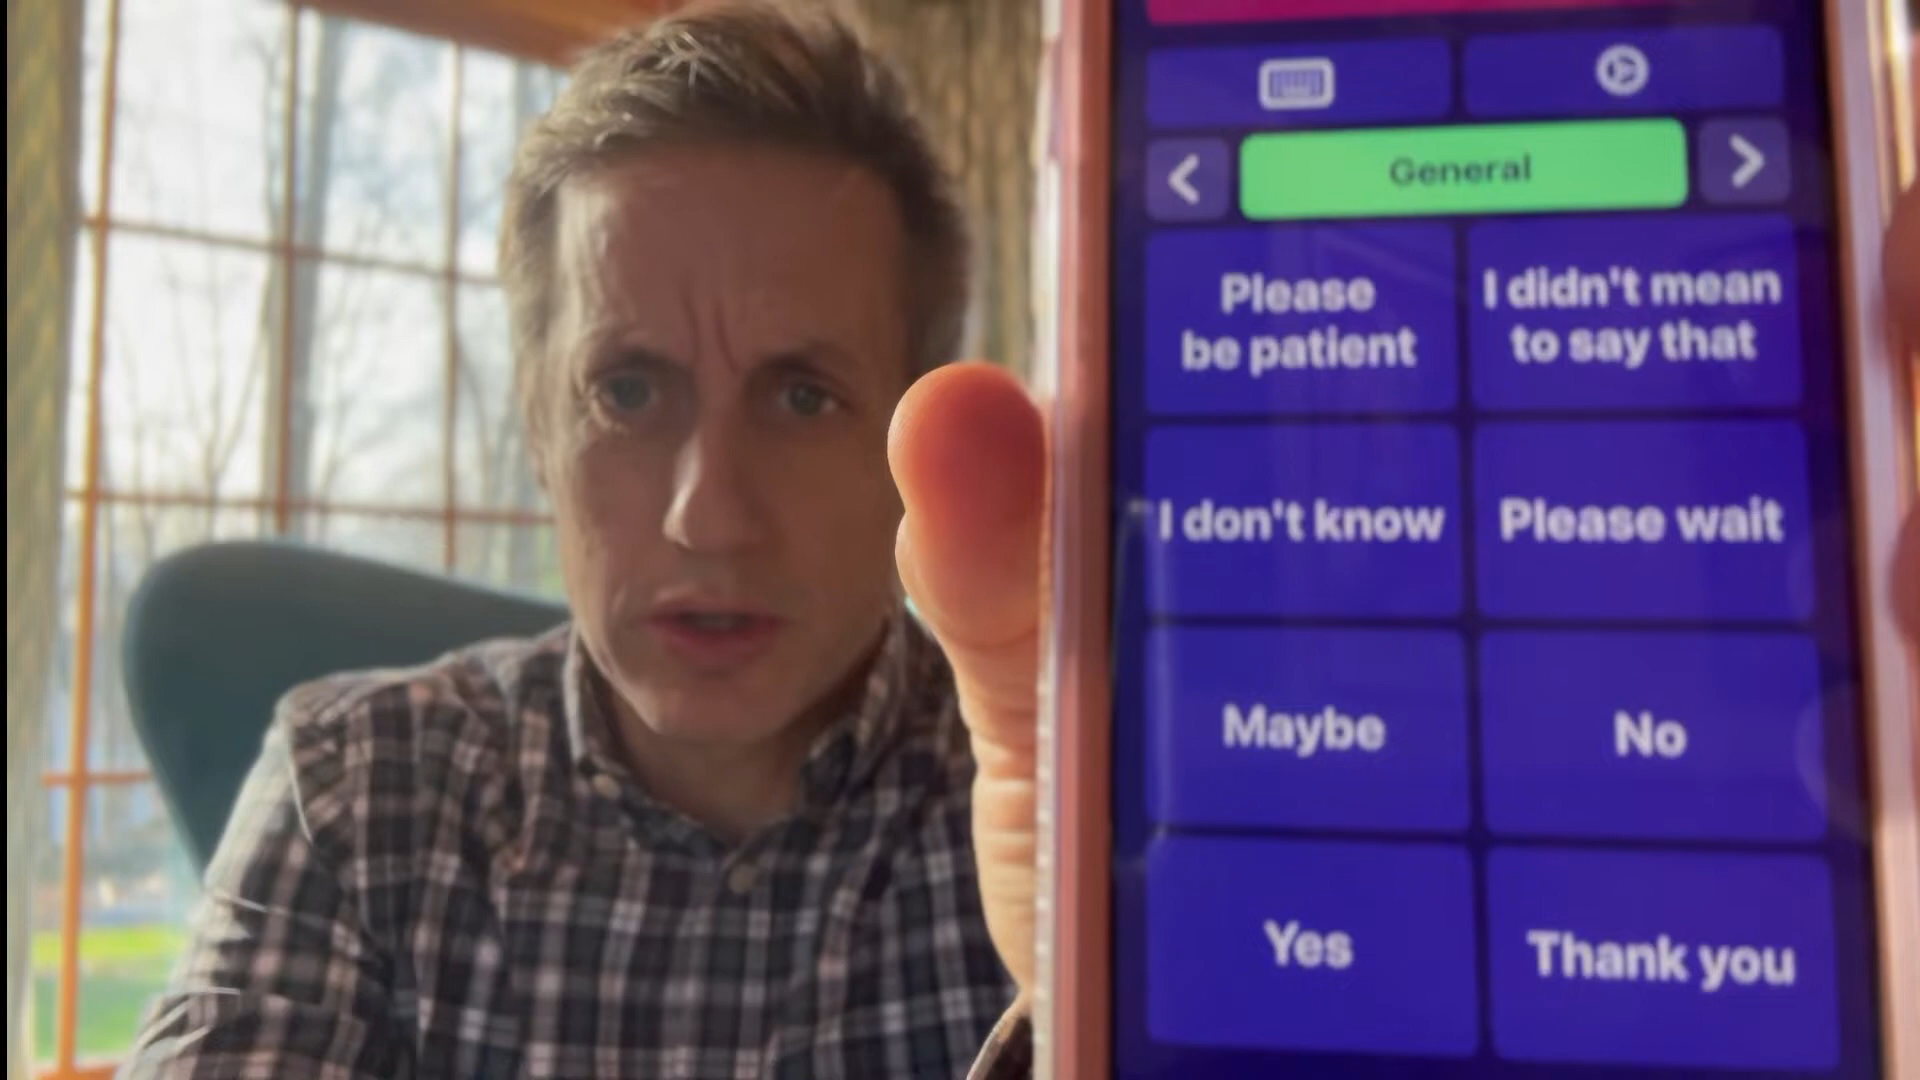 General
Please
be patient
I didn't mean
to say that
I don't know
Please wait
Maybe
No
Yes
Thank you